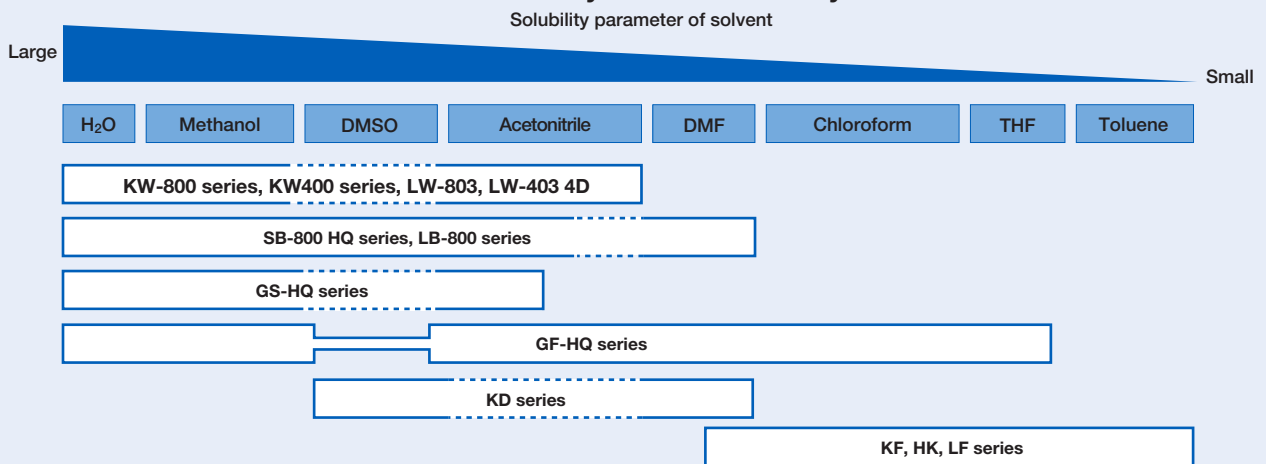 Solubility parameter of solvent
Large
Small
H₂O Methanol DMSO Acetonitrile DMF Chloroform THF Toluene
KW-800 series, KW400 series, LW-803, LW-403 4D
SB-800 HQ series, LB-800 series
GS-HQ series
GF-HQ series
KD series
KF, HK, LF series